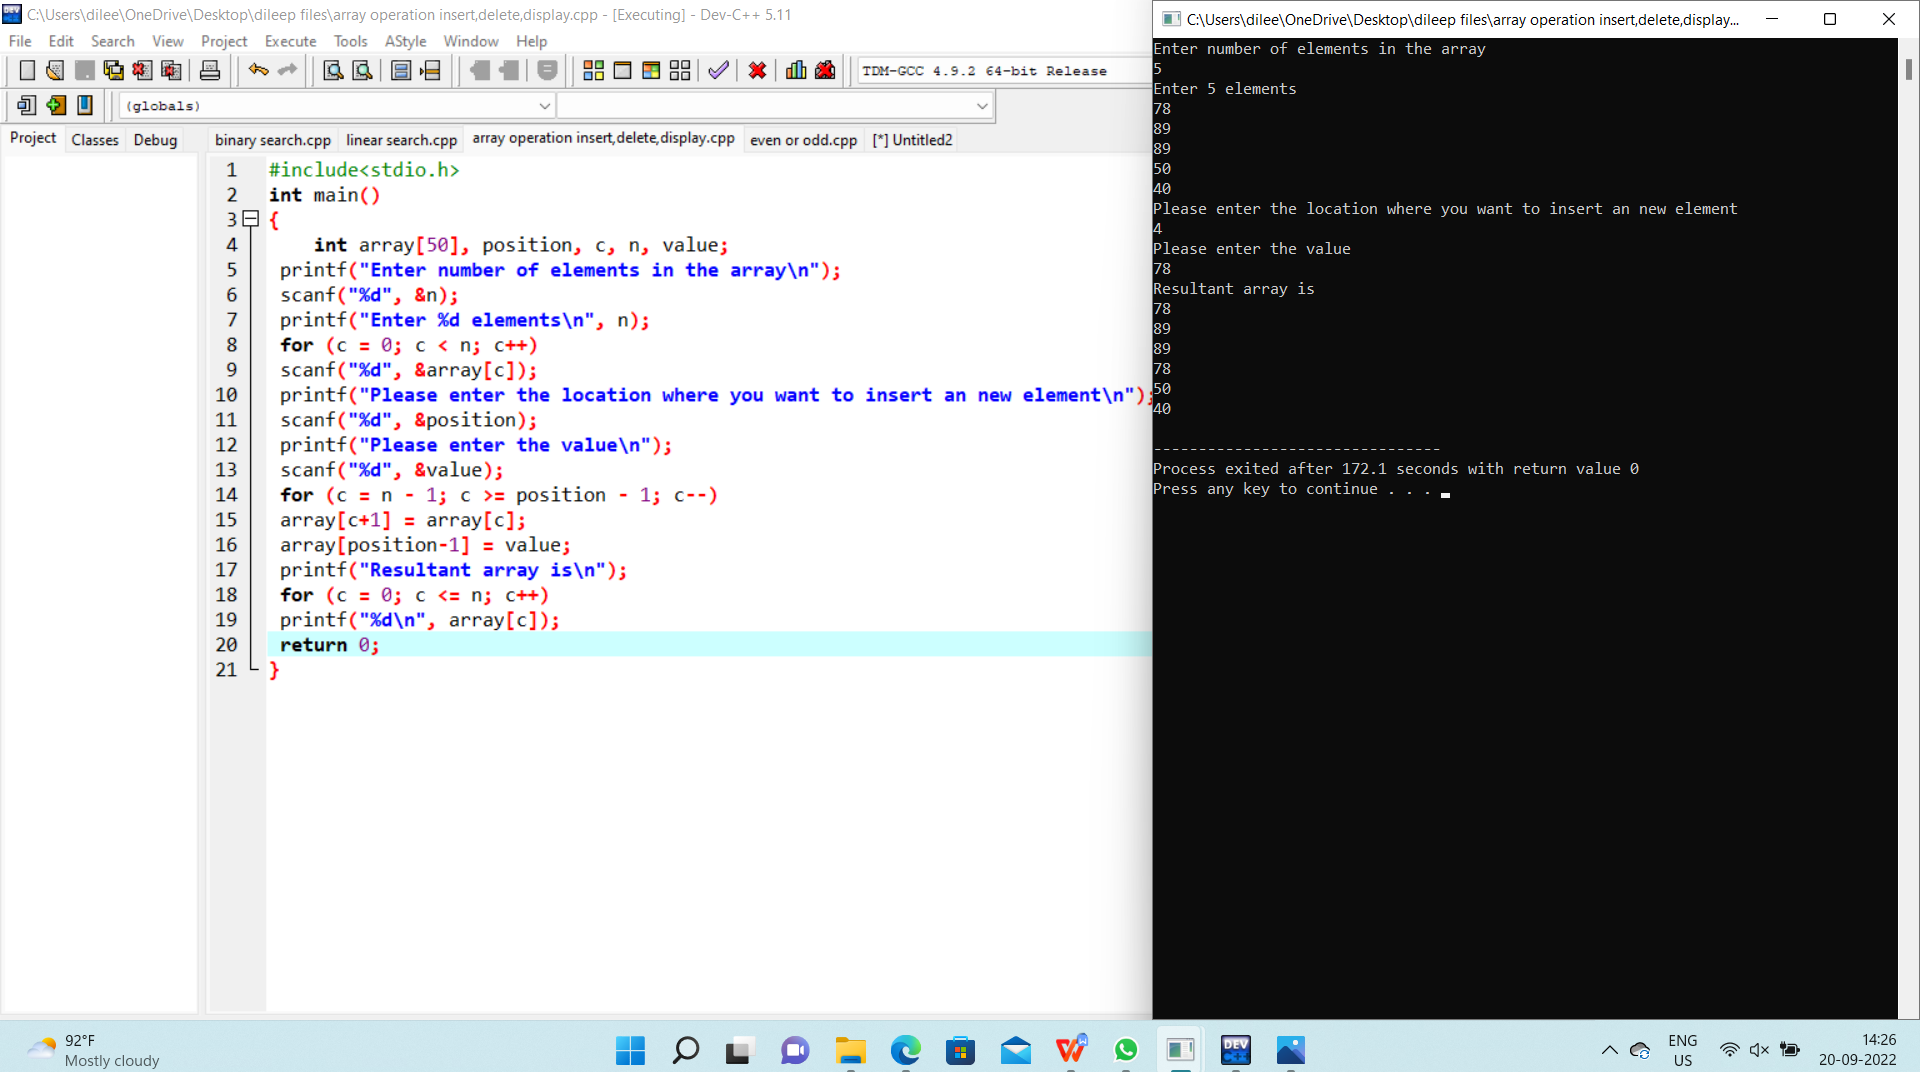 C:\Users\dilee\OneDrive\Desktop\dileep files\array operation insert,delete,display.cpp - [Executing] - Dev-C++ 5.11
File Edit Search View Project Execute Tools AStyle Window Help
TDM-GCC 4.9.2 64-bit Release
(globals)
Project Classes Debug
binary search.cpp linear search.cpp array operation insert,delete,display.cpp even or odd.cpp [*] Untitled2
1 #include<stdio.h>
2 int main()
3 {
4 int array[50], position, c, n, value;
5 printf("Enter number of elements in the array\n");
6 scanf("%d", &n);
7 printf("Enter %d elements\n", n);
8 for (c = 0; c < n; c++)
9 scanf("%d", &array[c]);
10 printf("Please enter the location where you want to insert an new element\n");
11 scanf("%d", &position);
12 printf("Please enter the value\n");
13 scanf("%d", &value);
14 for (c = n - 1; c >= position - 1; c--)
15 array[c+1] = array[c];
16 array[position-1] = value;
17 printf("Resultant array is\n");
18 for (c = 0; c <= n; c++)
19 printf("%d\n", array[c]);
20 return 0;
21 }
C:\Users\dilee\OneDrive\Desktop\dileep files\array operation insert,delete,display...
Enter number of elements in the array
5
Enter 5 elements
78
89
89
50
40
Please enter the location where you want to insert an new element
4
Please enter the value
78
Resultant array is
78
89
89
78
50
40
--------------------------------
Process exited after 172.1 seconds with return value 0
Press any key to continue . . .
92°F
Mostly cloudy
DEV
C++
ENG
US
14:26
20-09-2022